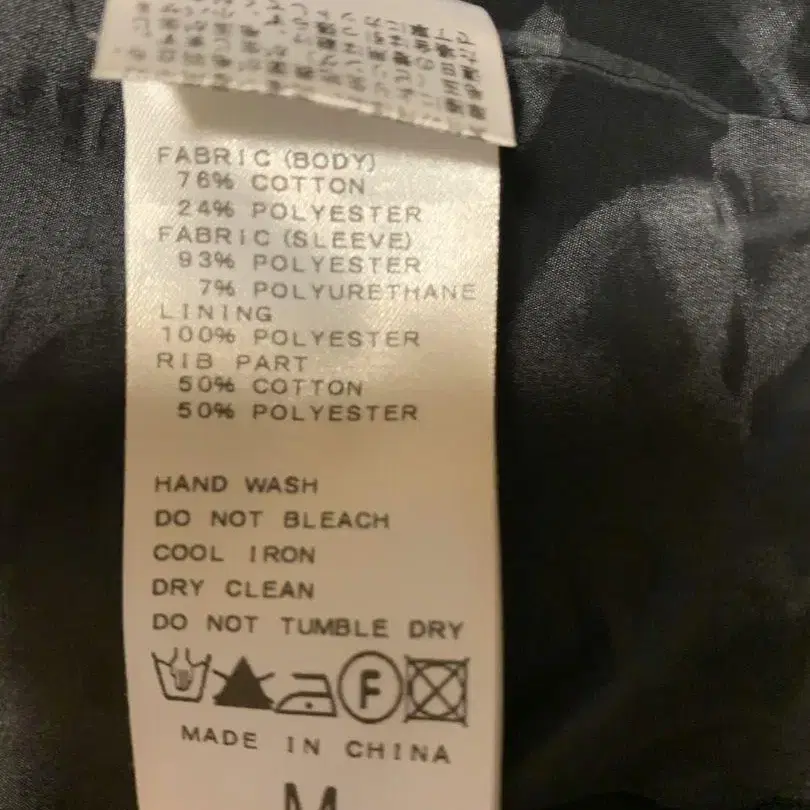 FABRIC (BODY)
76% COTTON
24% POLYESTER
FABRIC (SLEEVE)
93% POLYESTER
7% POLYURETHANE
LINING
100% POLYESTER
RIB PART
50% COTTON
50% POLYESTER
HAND WASH
DO NOT BLEACH
COOL IRON
DRY CLEAN
DO NOT TUMBLE DRY
F
MADE IN CHINA
M